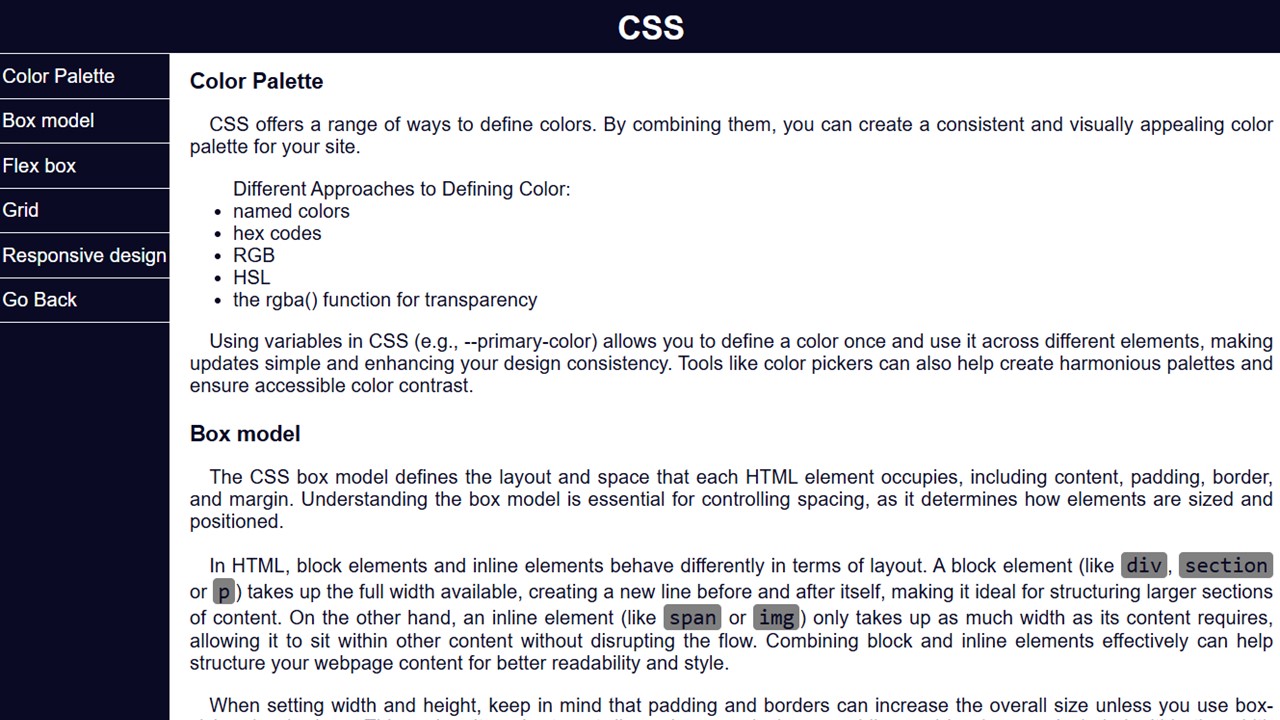 CSS
Color Palette
Box model
Flex box
Grid
Responsive design
Go Back
Color Palette
CSS offers a range of ways to define colors. By combining them, you can create a consistent and visually appealing color
palette for your site.
Different Approaches to Defining Color:
• named colors
• hex codes
• RGB
• HSL
• the rgba() function for transparency
Using variables in CSS (e.g., --primary-color) allows you to define a color once and use it across different elements, making
updates simple and enhancing your design consistency. Tools like color pickers can also help create harmonious palettes and
ensure accessible color contrast.
Box model
The CSS box model defines the layout and space that each HTML element occupies, including content, padding, border,
and margin. Understanding the box model is essential for controlling spacing, as it determines how elements are sized and
positioned.
In HTML, block elements and inline elements behave differently in terms of layout. A block element (like div, section
or p) takes up the full width available, creating a new line before and after itself, making it ideal for structuring larger sections
of content. On the other hand, an inline element (like span or img) only takes up as much width as its content requires,
allowing it to sit within other content without disrupting the flow. Combining block and inline elements effectively can help
structure your webpage content for better readability and style.
When setting width and height, keep in mind that padding and borders can increase the overall size unless you use box-